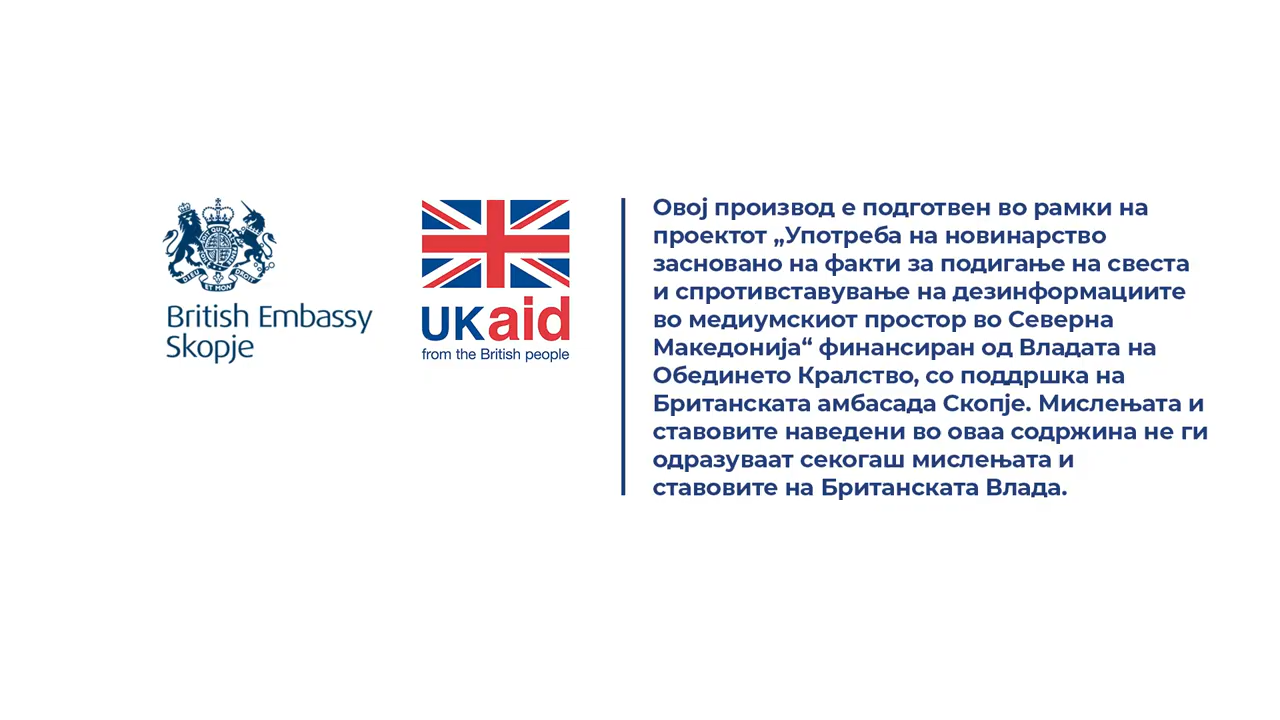 British Embassy
Skopje
UKaid
from the British people
Овој производ е подготвен во рамки на
проектот „Употреба на новинарство
засновано на факти за подигање на свеста
и спротивставување на дезинформациите
во медиумскиот простор во Северна
Македонија“ финансиран од Владата на
Обединето Кралство, со поддршка на
Британската амбасада Скопје. Мислењата и
ставовите наведени во оваа содржина не ги
одразуваат секогаш мислењата и
ставовите на Британската Влада.